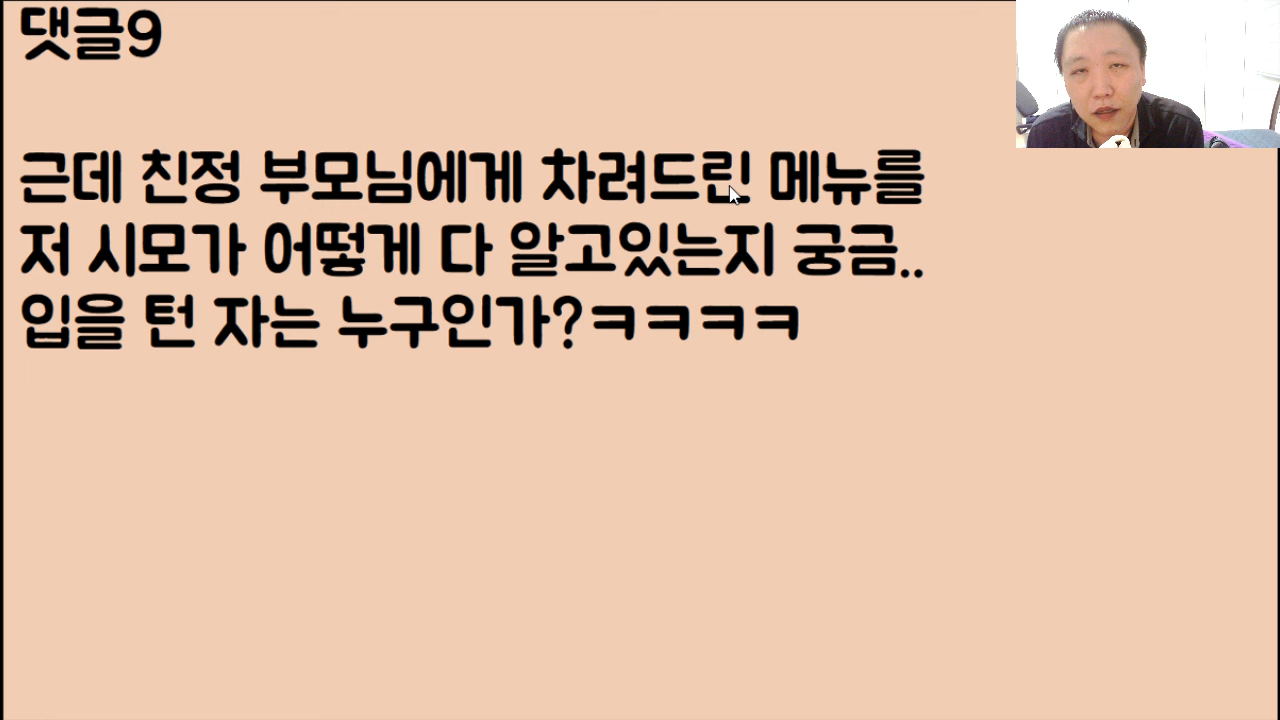 댓글9
근데 친정 부모님에게 차려드린 메뉴를
저 시모가 어떻게 다 알고있는지 궁금..
입을 턴 자는 누구인가?ㅋㅋㅋㅋ